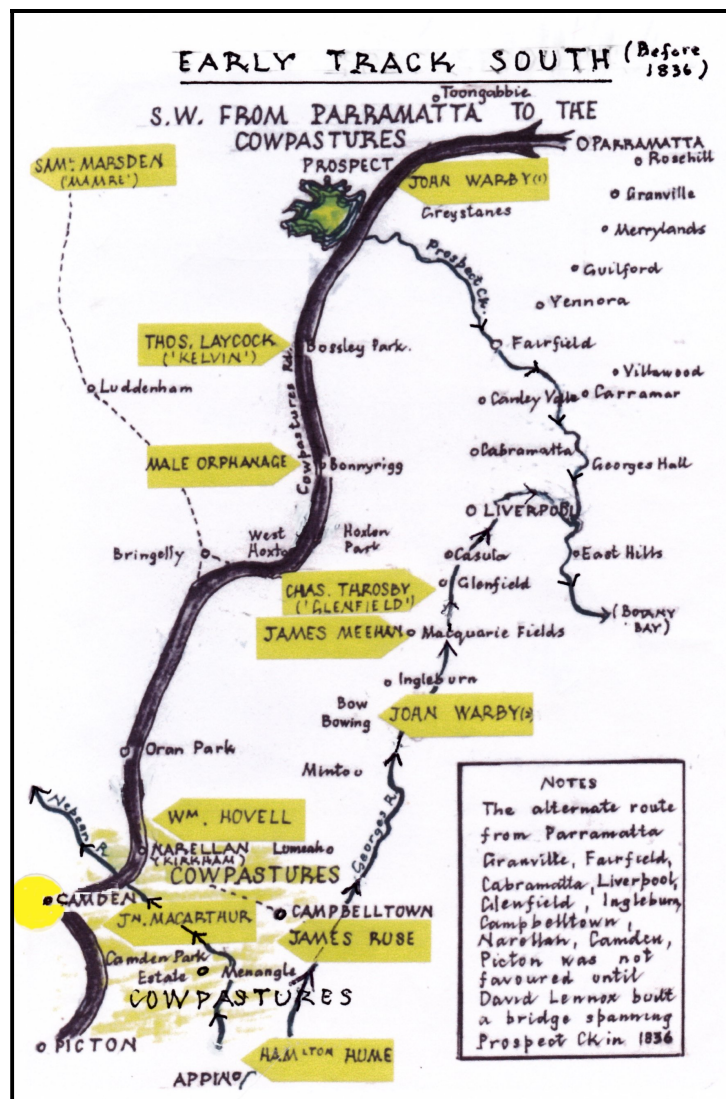 EARLY TRACK SOUTH (Before
1836)
Toongabbie
S.W. FROM PARRAMATTA TO THE
COWPASTURES
PARRAMATTA
Rosehill
PROSPECT
SAML. MARSDEN
('MAMRE')
JOHN WARBY (1)
Greystanes
Granville
Merrylands
Guilford
Yennora
Prospect Ck.
THOS. LAYCOCK
('KELVIN')
Bossley Park.
Fairfield
Villawood
Luddenham
Canley Vale
Carramar
Cowpastures Rd.
MALE ORPHANAGE
Bonnyrigg
Cabramatta
Georges Hall
LIVERPOOL
West
Hoxton
Hoxton
Park
Bringelly
Casula
East Hills
CHAS. THROSBY
('GLENFIELD')
Glenfield
(BOTANY
BAY)
JAMES MEEHAN
Macquarie Fields
Ingleburn
Bow
Bowing
JOHN WARBY
Oran Park
Minto
Nepean R.
Georges R.
WM. HOVELL
NARELLAN
(KIRKHAM)
Lumeah
COWPASTURES
CAMDEN
CAMPBELLTOWN
JN. MACARTHUR
JAMES RUSE
Camden Park
Estate
Menangle
COWPASTURES
PICTON
HAMLTON HUME
APPIN
NOTES
The alternate route
from Parramatta
Granville, Fairfield,
Cabramatta, Liverpool,
Glenfield, Ingleburn,
Campbelltown,
Narellan, Camden,
Picton was not
favoured until
David Lennox built
a bridge spanning
Prospect Ck in 1836